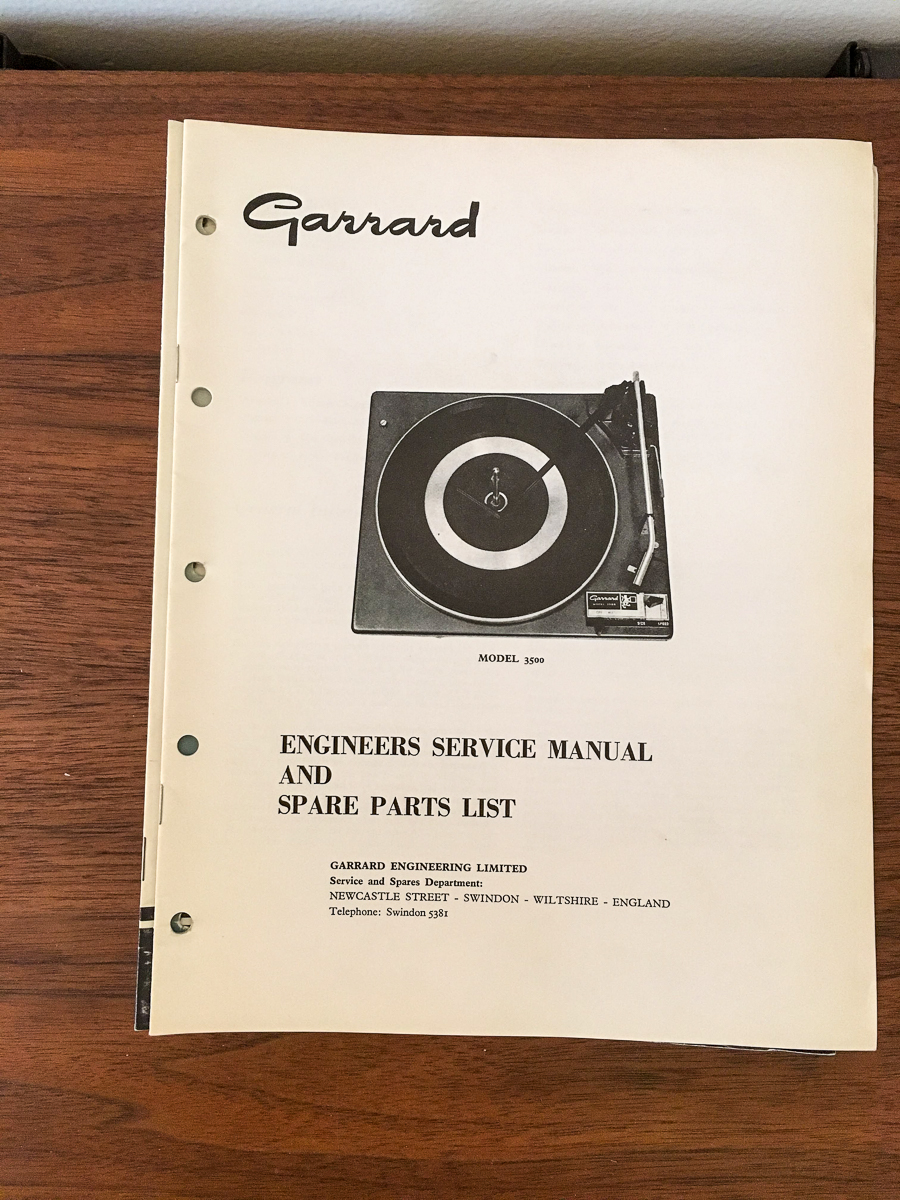 Garrard
Garrard
MODEL 3500
ENGINEERS SERVICE MANUAL
AND
SPARE PARTS LIST
GARRARD ENGINEERING LIMITED
Service and Spares Department:
NEWCASTLE STREET - SWINDON - WILTSHIRE - ENGLAND
Telephone: Swindon 5381